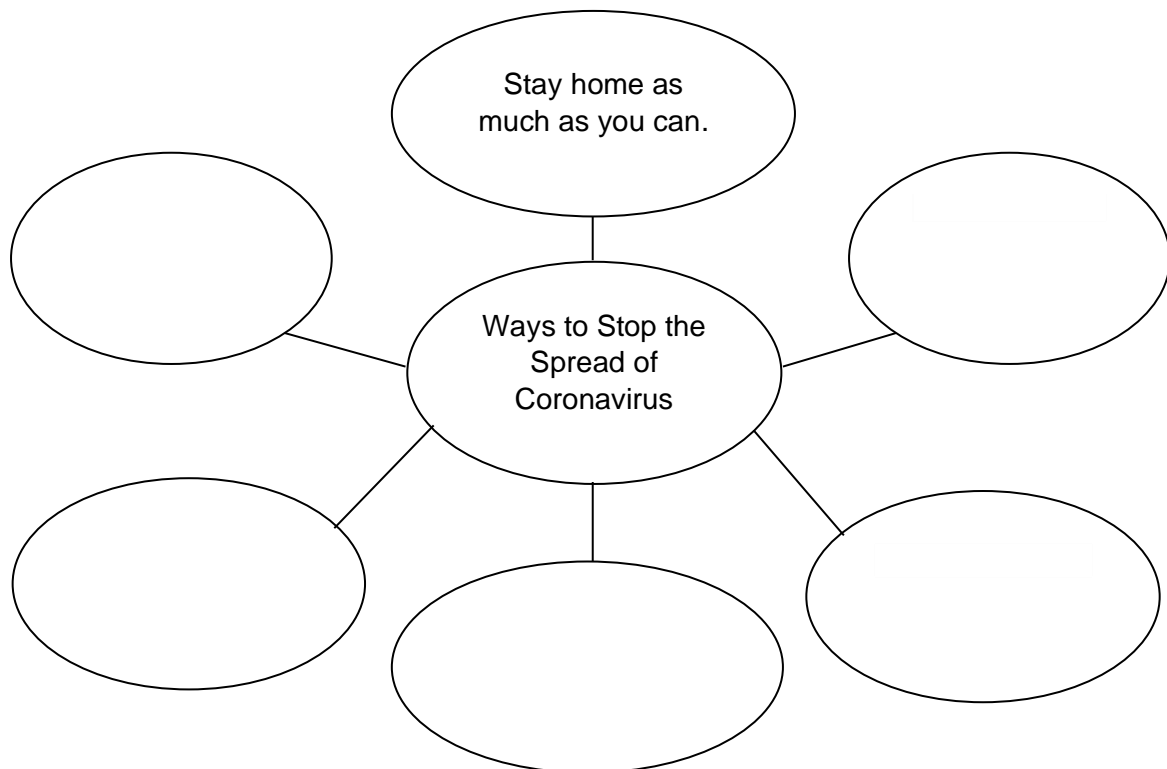 Stay home as
much as you can.
Ways to Stop the
Spread of
Coronavirus